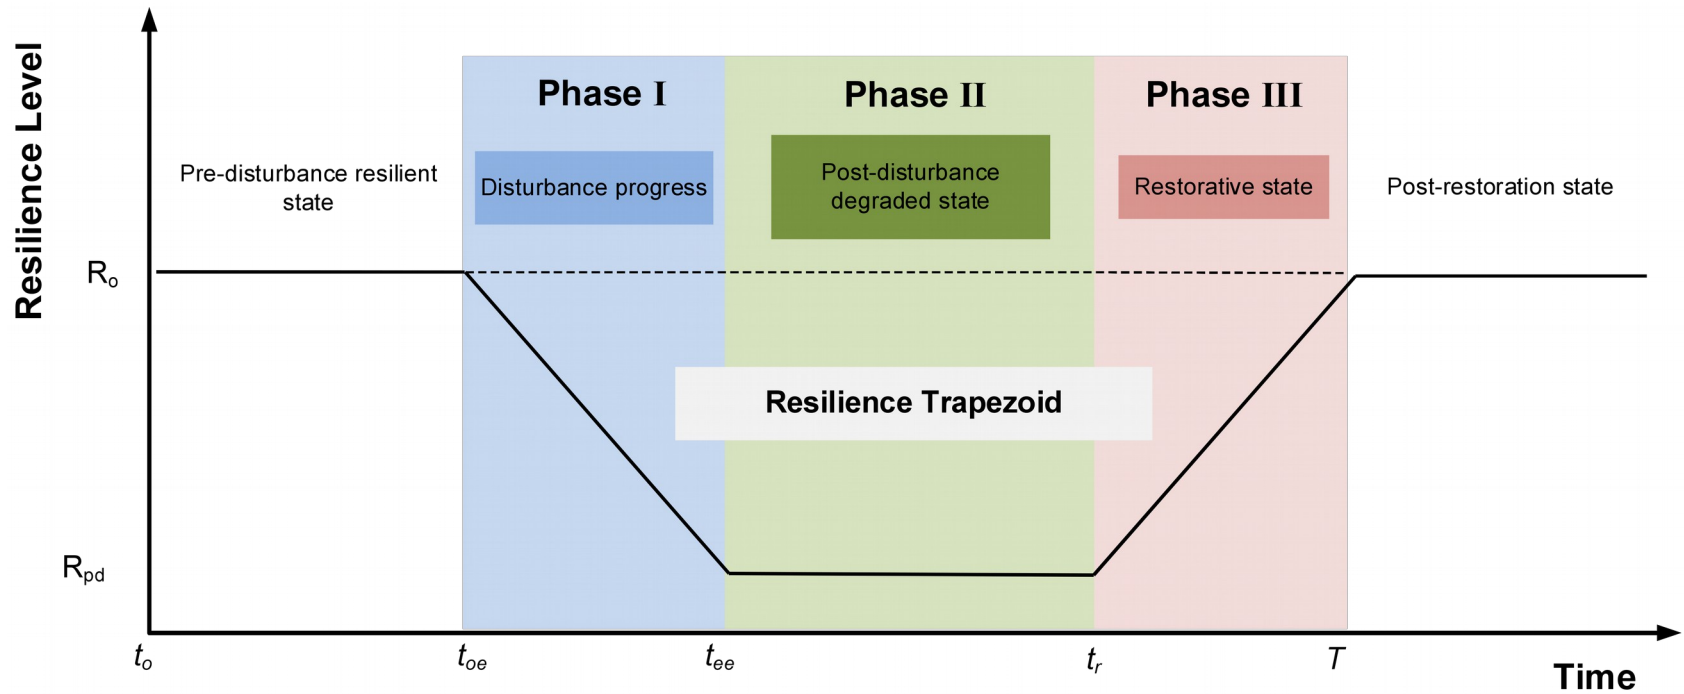 Resilience Level
Phase I
Phase II
Phase III
Pre-disturbance resilient
state
Disturbance progress
Post-disturbance
degraded state
Restorative state
Post-restoration state
Ro
Resilience Trapezoid
Rpd
to
toe
tee
tr
T
Time